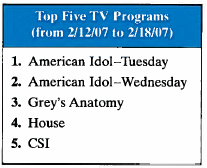 Top Five TV Programs
(from 2/12/07 to 2/18/07)
1. American Idol–Tuesday
2. American Idol–Wednesday
3. Grey's Anatomy
4. House
5. CSI